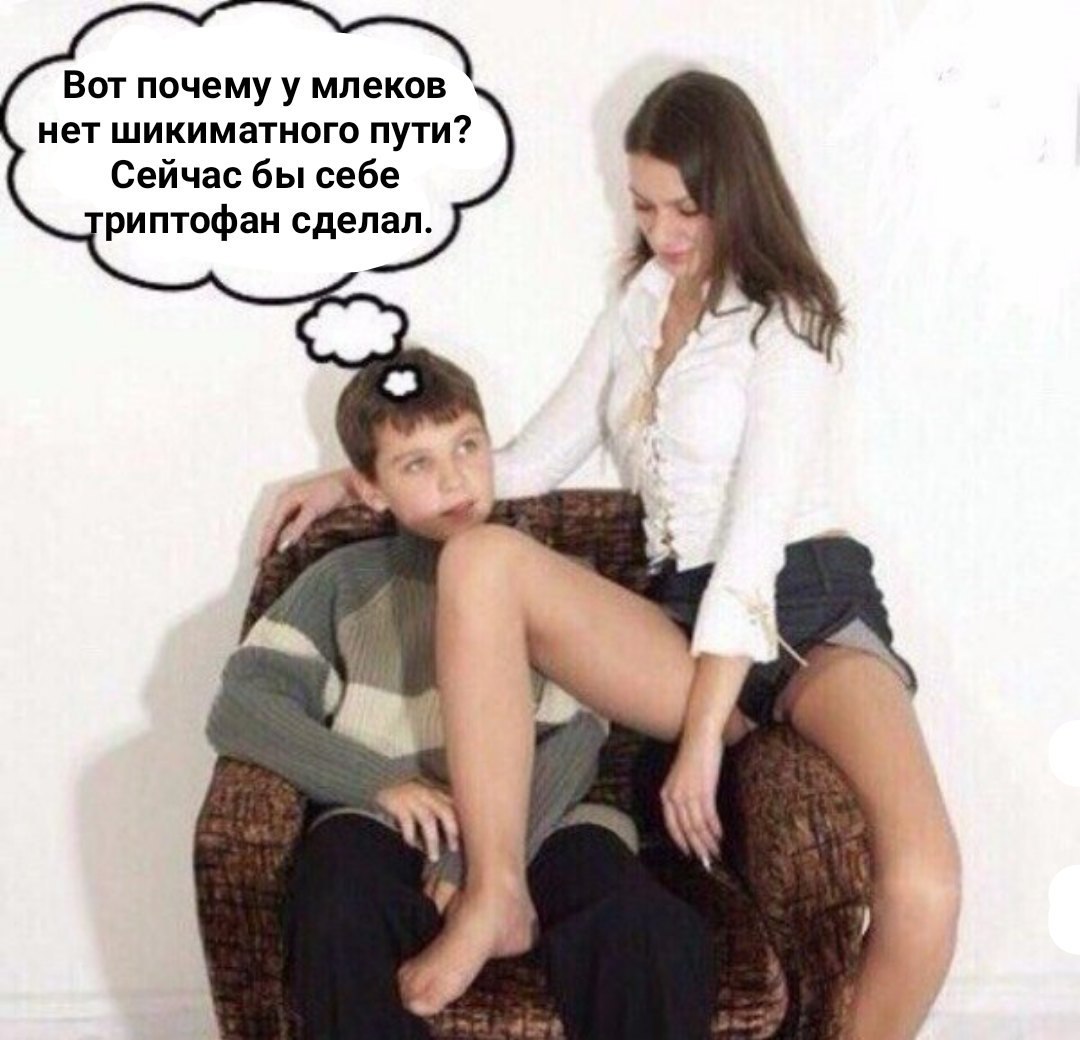 Вот почему у млеков
нет шикиматного пути?
Сейчас бы себе
триптофан сделал.